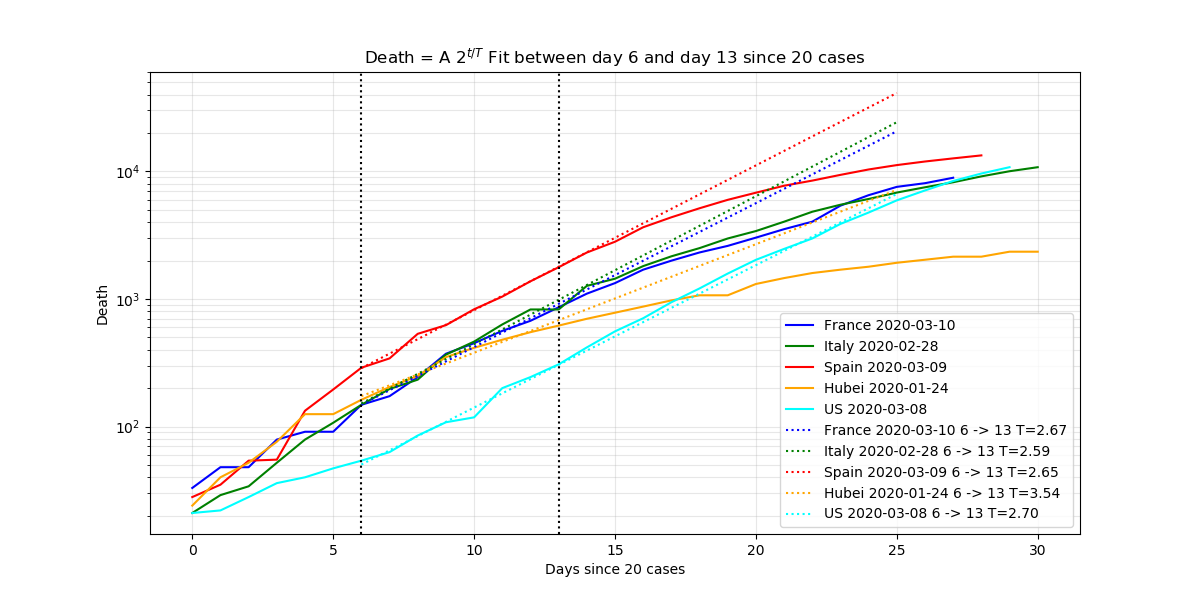 Death = A 2^{t/T} Fit between day 6 and day 13 since 20 cases
Death
10^4
10^3
10^2
0 5 10 15 20 25 30
Days since 20 cases
France 2020-03-10
Italy 2020-02-28
Spain 2020-03-09
Hubei 2020-01-24
US 2020-03-08
France 2020-03-10 6 -> 13 T=2.67
Italy 2020-02-28 6 -> 13 T=2.59
Spain 2020-03-09 6 -> 13 T=2.65
Hubei 2020-01-24 6 -> 13 T=3.54
US 2020-03-08 6 -> 13 T=2.70